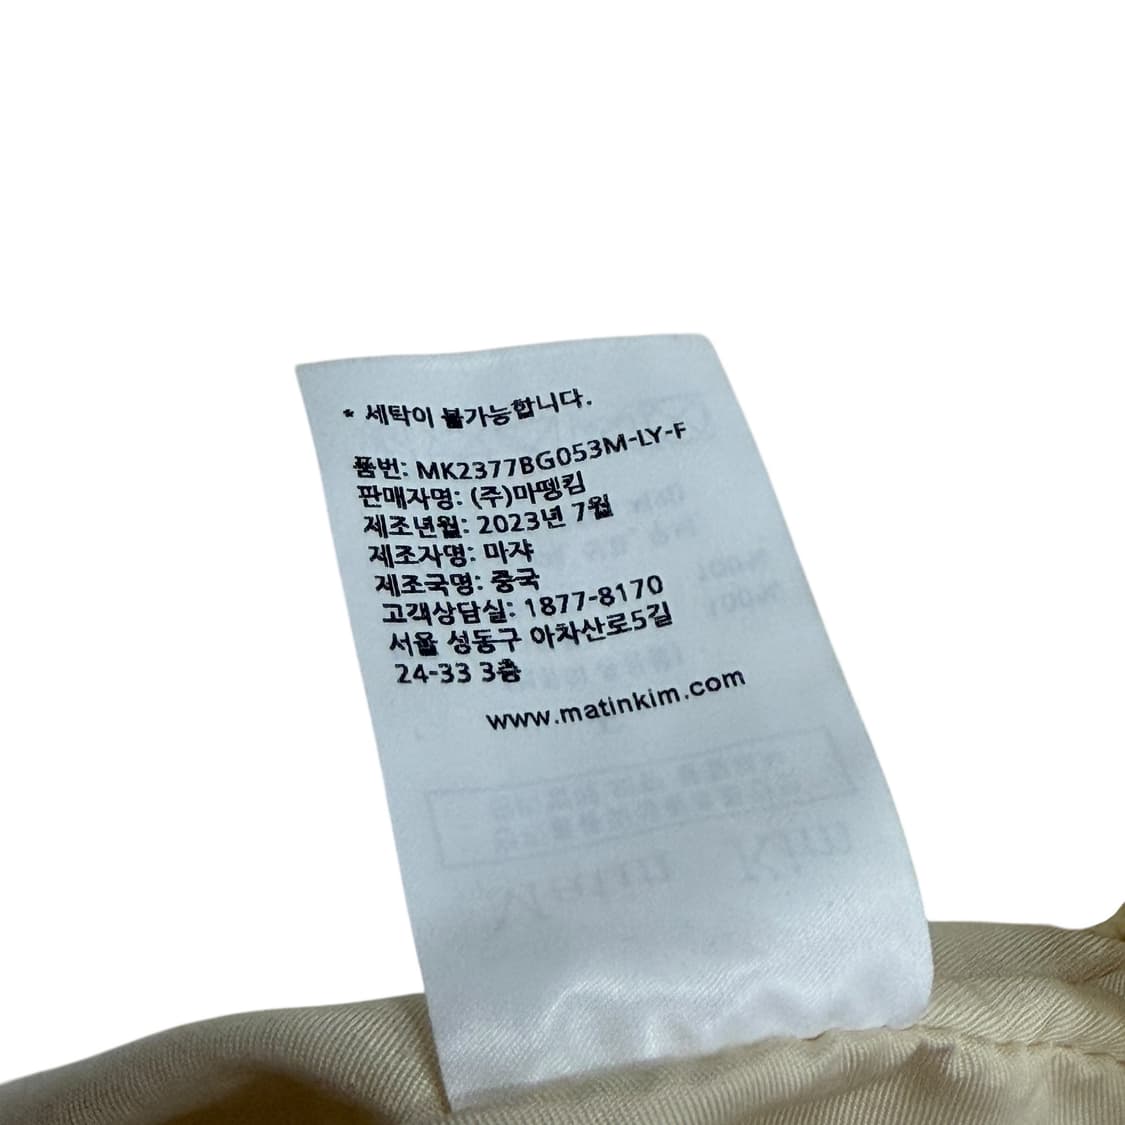 * 세탁이 불가능합니다.
품번: MK2377BG053M-LY-F
판매자명: (주)마뗑킴
제조년월: 2023년 7월
제조자명: 마쟈
제조국명: 중국
고객상담실: 1877-8170
서울 성동구 아차산로5길
24-33 3층
www.matinkim.com
Matin Kim